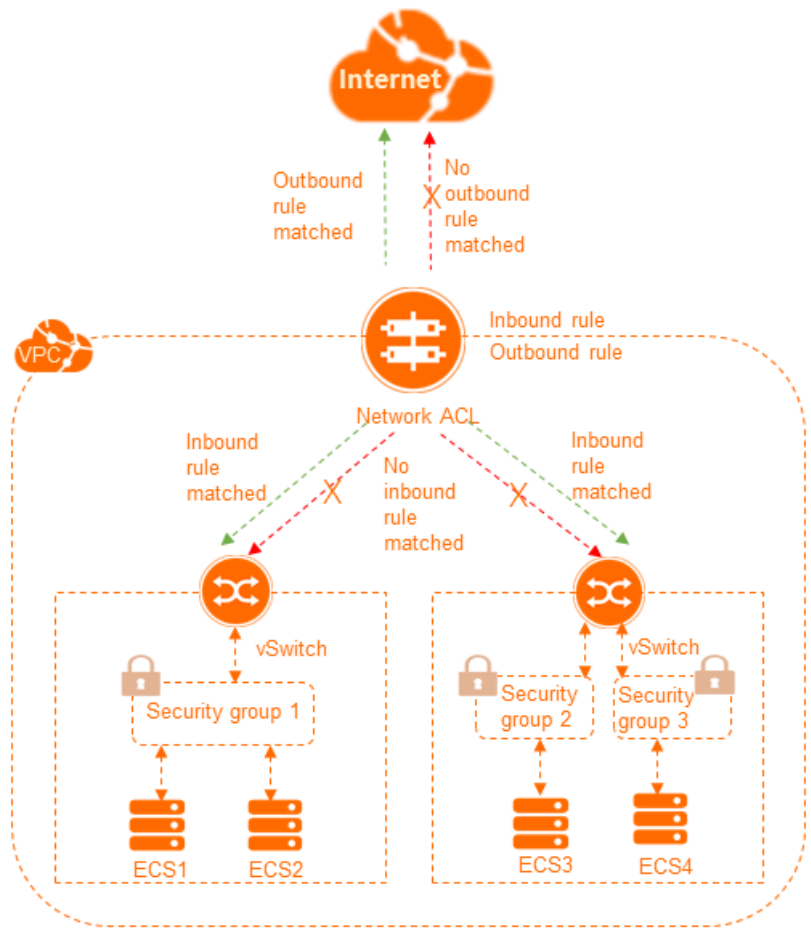 Internet
Outbound
rule
matched
No
outbound
rule
matched
VPC
Inbound rule
Outbound rule
Network ACL
Inbound
rule
matched
No
inbound
rule
matched
Inbound
rule
matched
vSwitch
vSwitch
Security group 1
Security
group 2
Security
group 3
ECS1
ECS2
ECS3
ECS4